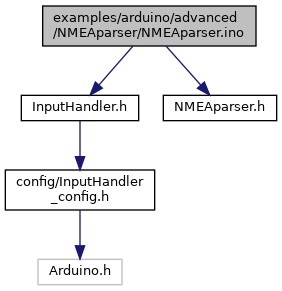 examples/arduino/advanced
/NMEAparser/NMEAparser.ino
InputHandler.h
NMEAparser.h
config/InputHandler
_config.h
Arduino.h